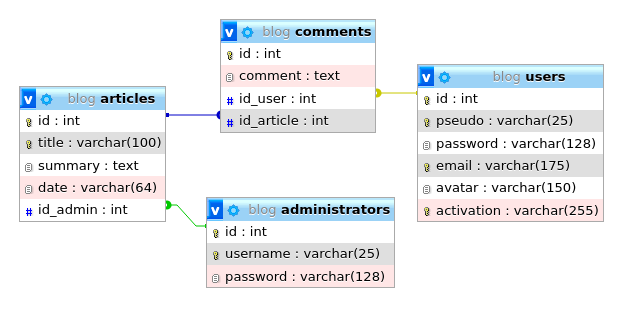 blog comments
id : int
comment : text
id_user : int
id_article : int
blog users
id : int
pseudo : varchar(25)
password : varchar(128)
email : varchar(175)
avatar : varchar(150)
activation : varchar(255)
blog articles
id : int
title : varchar(100)
summary : text
date : varchar(64)
id_admin : int
blog administrators
id : int
username : varchar(25)
password : varchar(128)